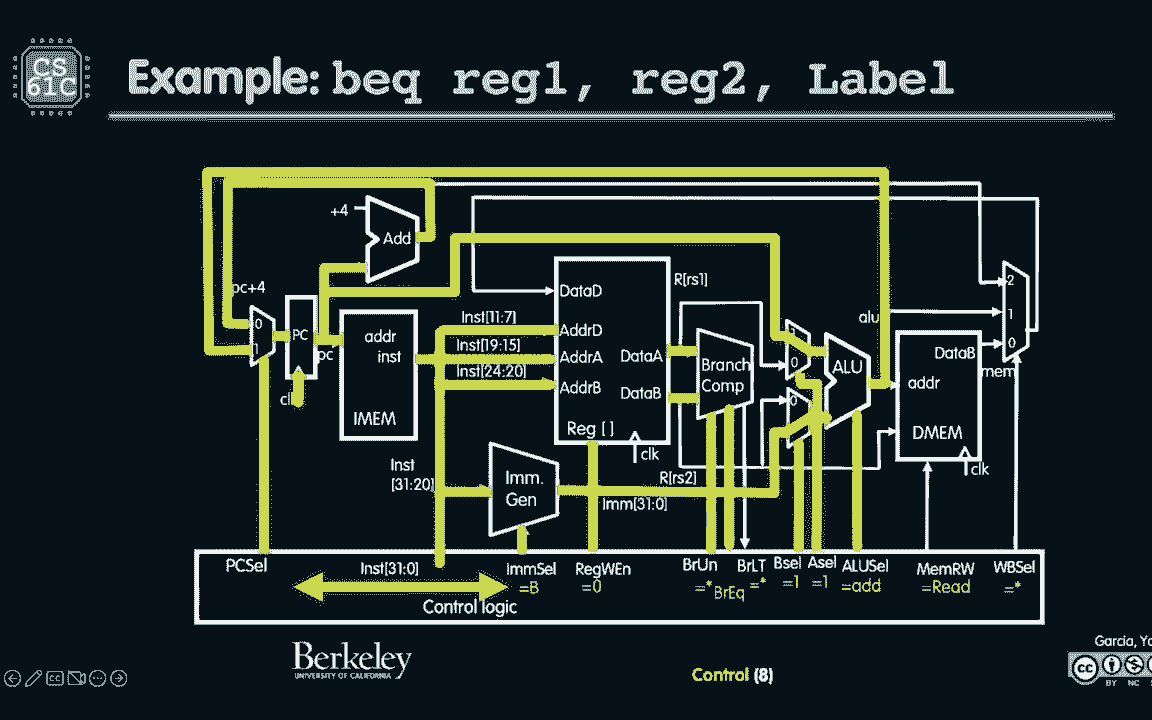 CS
61C
Example: beq reg1, reg2, Label
+4
Add
pc+4
0
1
PC
pc
clk
addr
inst
IMEM
Inst[11:7]
Inst[19:15]
Inst[24:20]
Inst
[31:20]
DataD
AddrD
AddrA
AddrB
DataA
DataB
Reg [ ]
clk
Imm.
Gen
R[rs1]
R[rs2]
Imm[31:0]
Branch
Comp
1
0
0
ALU
alu
DataB
addr
DMEM
clk
mem
2
1
0
PCSel
Inst[31:0]
Control logic
ImmSel
=B
RegWEn
=0
BrUn
=*
BrEq
BrLT
=*
Bsel
=1
Asel
=1
ALUSel
=add
MemRW
=Read
WBSel
=*
Berkeley
UNIVERSITY OF CALIFORNIA
Control (8)
Garcia,
cc
BY NC